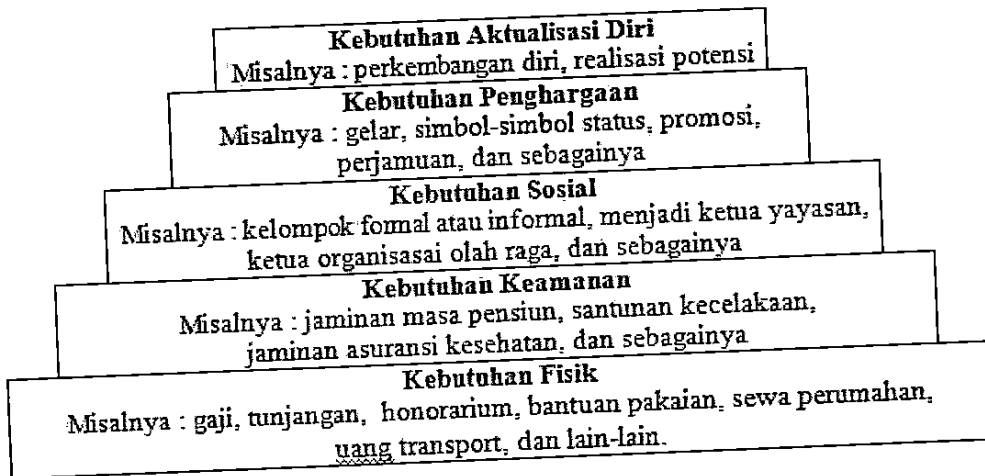 Kebutuhan Aktualisasi Diri
Misalnya : perkembangan diri, realisasi potensi
Kebutuhan Penghargaan
Misalnya : gelar, simbol-simbol status, promosi,
perjamuan, dan sebagainya
Kebutuhan Sosial
Misalnya : kelompok formal atau informal, menjadi ketua yayasan,
ketua organisasai olah raga, dan sebagainya
Kebutuhan Keamanan
Misalnya : jaminan masa pensiun, santunan kecelakaan,
jaminan asuransi kesehatan, dan sebagainya
Kebutuhan Fisik
Misalnya : gaji, tunjangan, honorarium, bantuan pakaian, sewa perumahan,
uang transport, dan lain-lain.